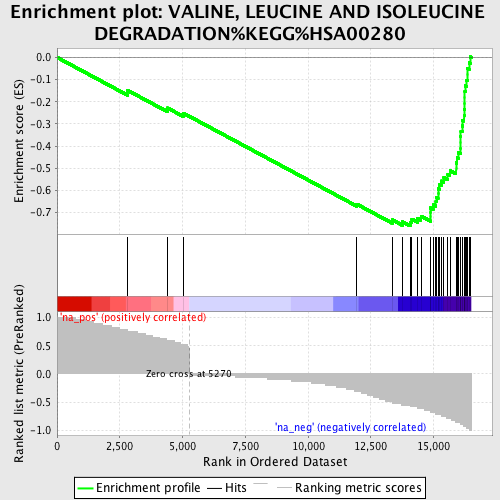 Enrichment plot: VALINE, LEUCINE AND ISOLEUCINE
DEGRADATION%KEGG%HSA00280
Enrichment score (ES)
0.0
-0.1
-0.2
-0.3
-0.4
-0.5
-0.6
-0.7
'na_pos' (positively correlated)
Ranked list metric (PreRanked)
1.0
0.5
0.0
-0.5
-1.0
Zero cross at 5270
'na_neg' (negatively correlated)
0
2,500
5,000
7,500
10,000
12,500
15,000
Rank in Ordered Dataset
Enrichment profile
Hits
Ranking metric scores